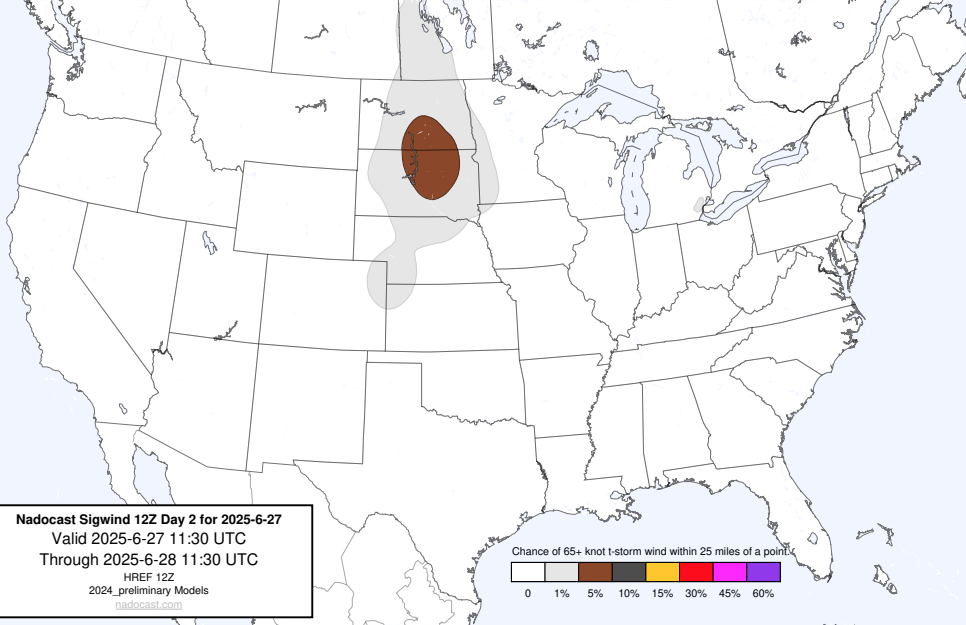 Nadocast Sigwind 12Z Day 2 for 2025-6-27
Valid 2025-6-27 11:30 UTC
Through 2025-6-28 11:30 UTC
HREF 12Z
2024_preliminary Models
nadocast.com
Chance of 65+ knot t-storm wind within 25 miles of a point.
0 1% 5% 10% 15% 30% 45% 60%